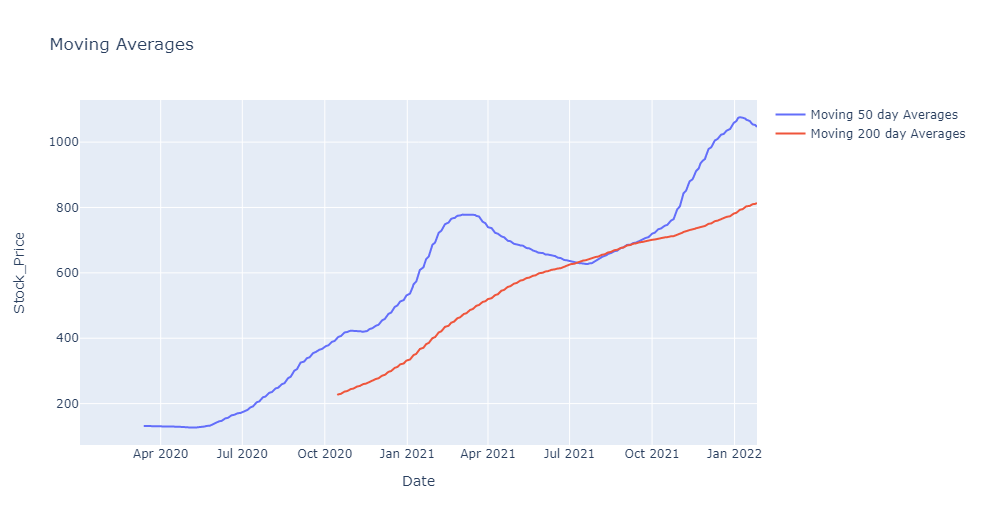 Moving Averages
Moving 50 day Averages
Moving 200 day Averages
1000
800
600
400
200
Stock_Price
Apr 2020
Jul 2020
Oct 2020
Jan 2021
Apr 2021
Jul 2021
Oct 2021
Jan 2022
Date